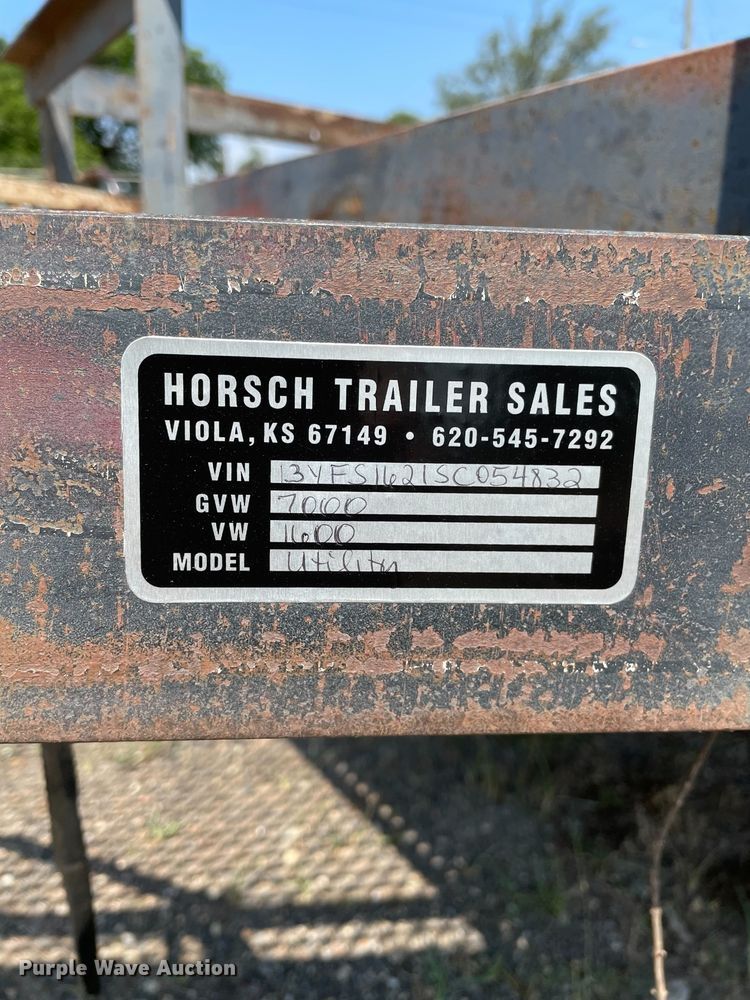 HORSCH TRAILER SALES
VIOLA, KS 67149 • 620-545-7292
VIN 13YFS1621SC054832
GVW 7000
VW 1600
MODEL Utility
Purple Wave Auction